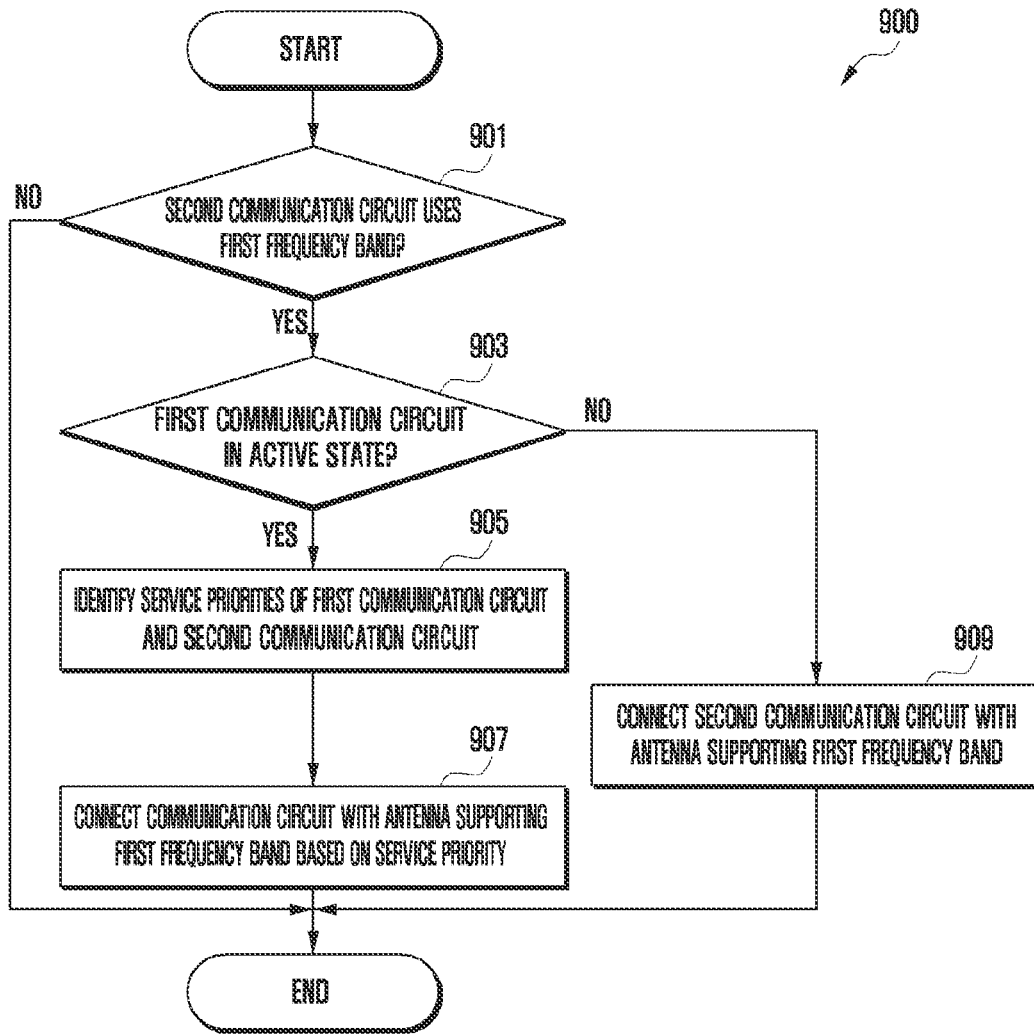 900
START
901
NO
SECOND COMMUNICATION CIRCUIT USES
FIRST FREQUENCY BAND?
YES
903
FIRST COMMUNICATION CIRCUIT
IN ACTIVE STATE?
NO
YES
905
IDENTIFY SERVICE PRIORITIES OF FIRST COMMUNICATION CIRCUIT
AND SECOND COMMUNICATION CIRCUIT
909
CONNECT SECOND COMMUNICATION CIRCUIT WITH
ANTENNA SUPPORTING FIRST FREQUENCY BAND
907
CONNECT COMMUNICATION CIRCUIT WITH ANTENNA SUPPORTING
FIRST FREQUENCY BAND BASED ON SERVICE PRIORITY
END